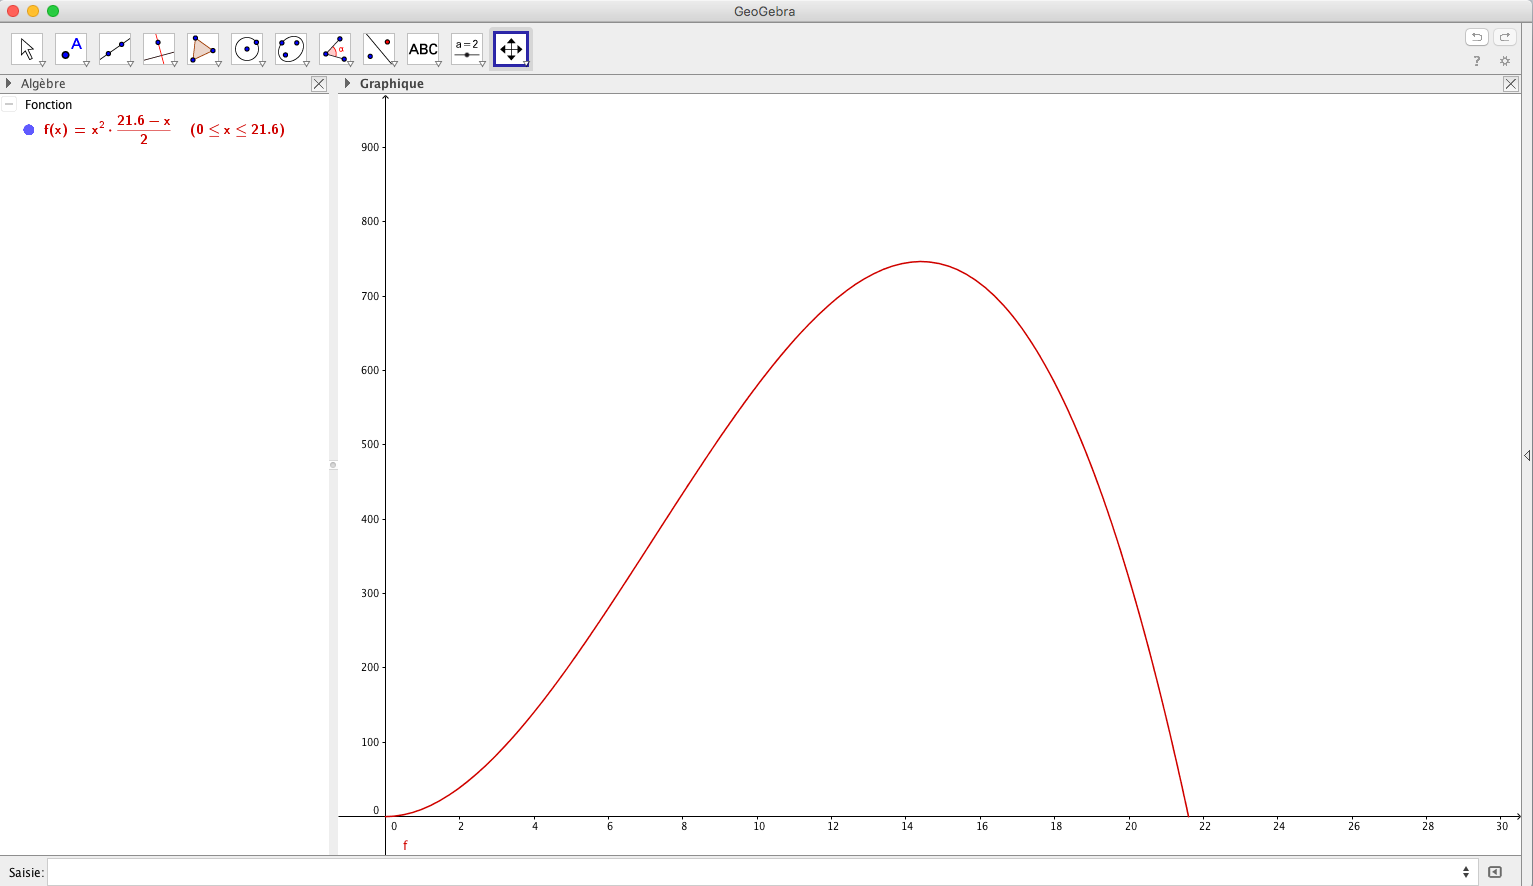 GeoGebra
A
α
ABC
a=2
?
Algèbre
Graphique
Fonction
f(x) = x² · (21.6 − x)/2 (0 ≤ x ≤ 21.6)
900
800
700
600
500
400
300
200
100
0
0 2 4 6 8 10 12 14 16 18 20 22 24 26 28 30
f
Saisie: